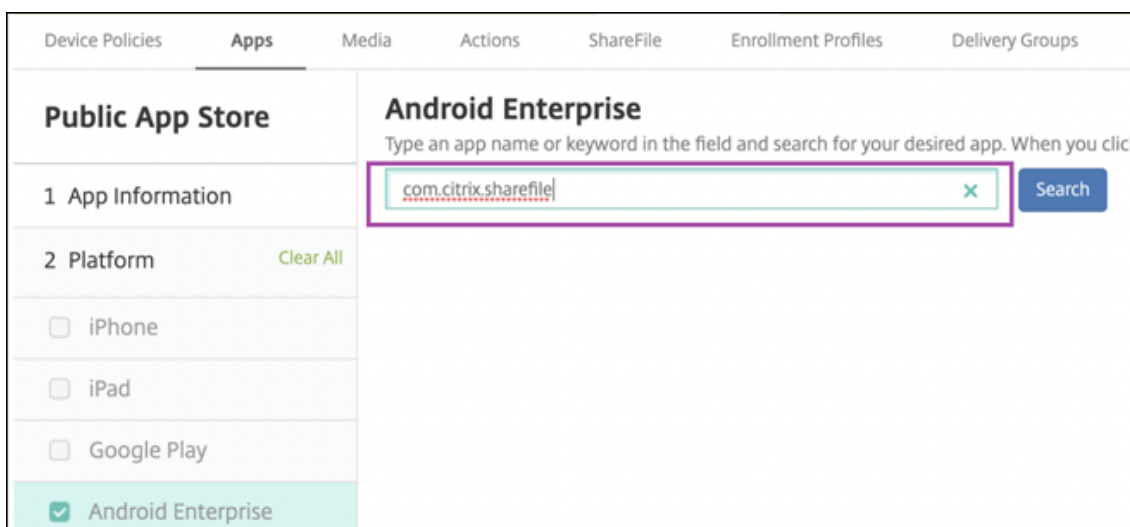 Device Policies Apps Media Actions ShareFile Enrollment Profiles Delivery Groups
Public App Store
1 App Information
2 Platform Clear All
iPhone
iPad
Google Play
Android Enterprise
Android Enterprise
Type an app name or keyword in the field and search for your desired app. When you clic
com.citrix.sharefile
Search